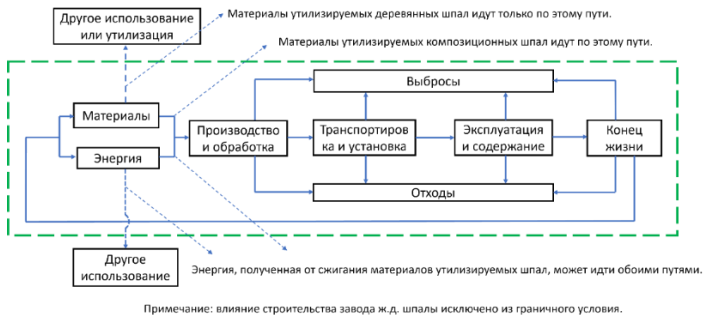 Другое использование
или утилизация
Материалы утилизируемых деревянных шпал идут только по этому пути.
Материалы утилизируемых композиционных шпал идут по этому пути.
Выбросы
Материалы
Энергия
Производство
и обработка
Транспортиров
ка и установка
Эксплуатация
и содержание
Конец
жизни
Отходы
Другое
использование
Энергия, полученная от сжигания материалов утилизируемых шпал, может идти обоими путями.
Примечание: влияние строительства завода ж.д. шпалы исключено из граничного условия.